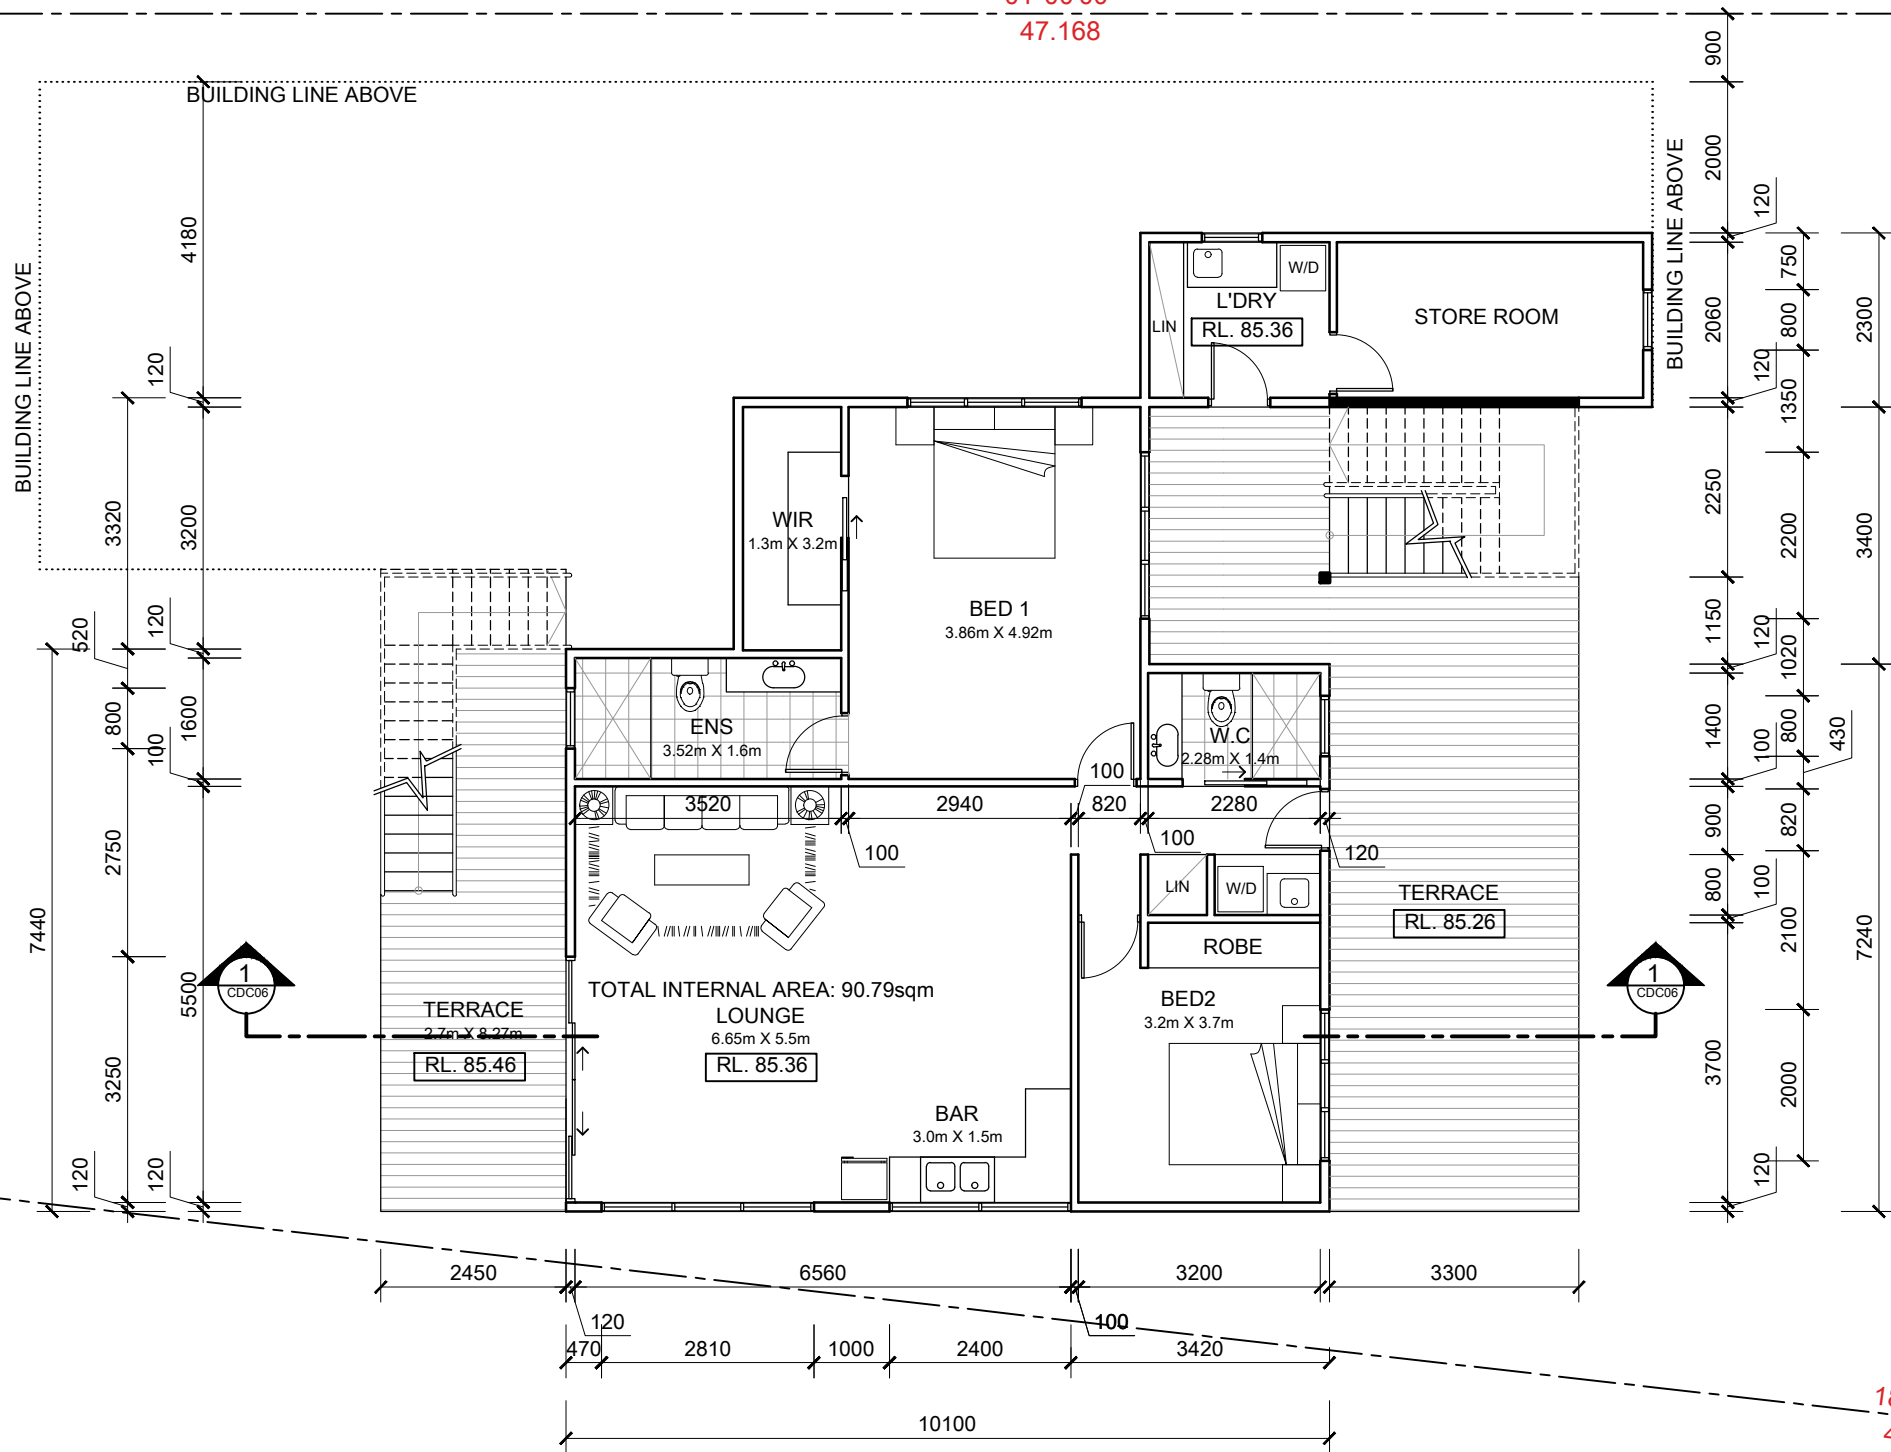 47.168
BUILDING LINE ABOVE
BUILDING LINE ABOVE
BUILDING LINE ABOVE
BUILDING LINE ABOVE
900
2000
120
2060
120
2250
1150
120
1400
100
900
800
100
3700
120
750
800
1350
2200
1020
800
430
820
2100
2000
2300
3400
7240
4180
120
3200
120
1600
100
5500
120
3320
520
800
2750
3250
120
7440
LIN
W/D
L'DRY
RL. 85.36
STORE ROOM
WIR
1.3m X 3.2m
BED 1
3.86m X 4.92m
ENS
3.52m X 1.6m
W.C
2.28m X 1.4m
100
3520
2940
820
2280
100
100
120
LIN
W/D
ROBE
TERRACE
RL. 85.26
BED2
3.2m X 3.7m
TOTAL INTERNAL AREA: 90.79sqm
LOUNGE
6.65m X 5.5m
RL. 85.36
TERRACE
2.7m X 8.27m
RL. 85.46
1
CDC06
1
CDC06
BAR
3.0m X 1.5m
2450
6560
3200
3300
120
100
470
2810
1000
2400
3420
10100